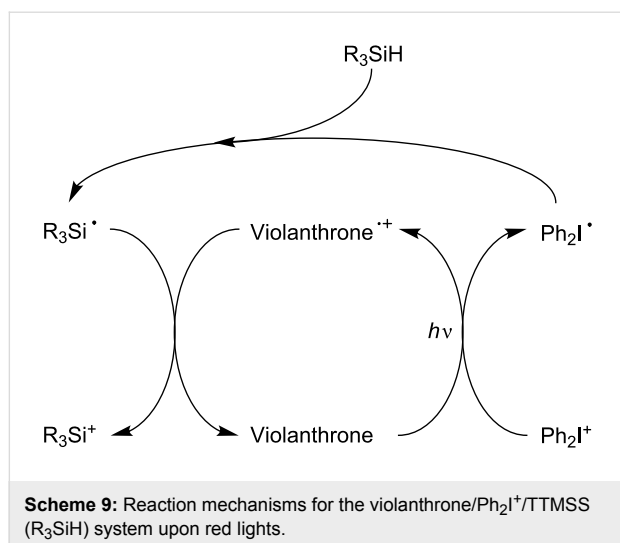 R₃SiH
R₃Si• Violanthrone•+ Ph₂I•
hν
R₃Si⁺ Violanthrone Ph₂I⁺
Scheme 9: Reaction mechanisms for the violanthrone/Ph₂I⁺/TTMSS
(R₃SiH) system upon red lights.